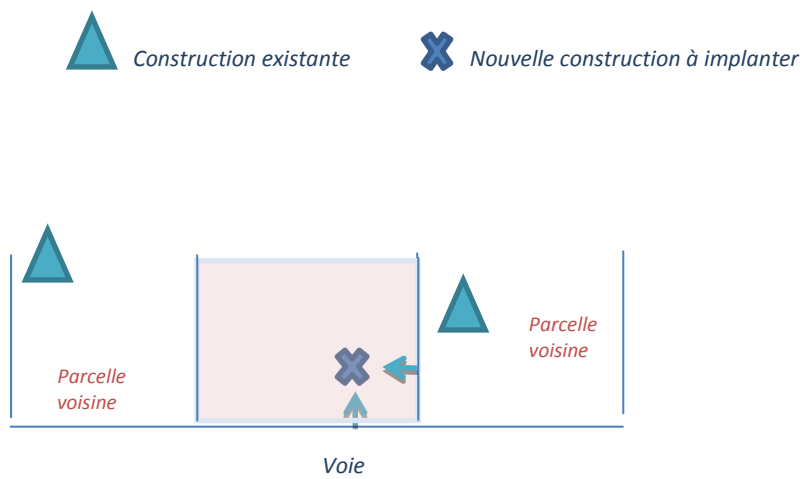 Construction existante
Nouvelle construction à implanter
Parcelle
voisine
Parcelle
voisine
Voie